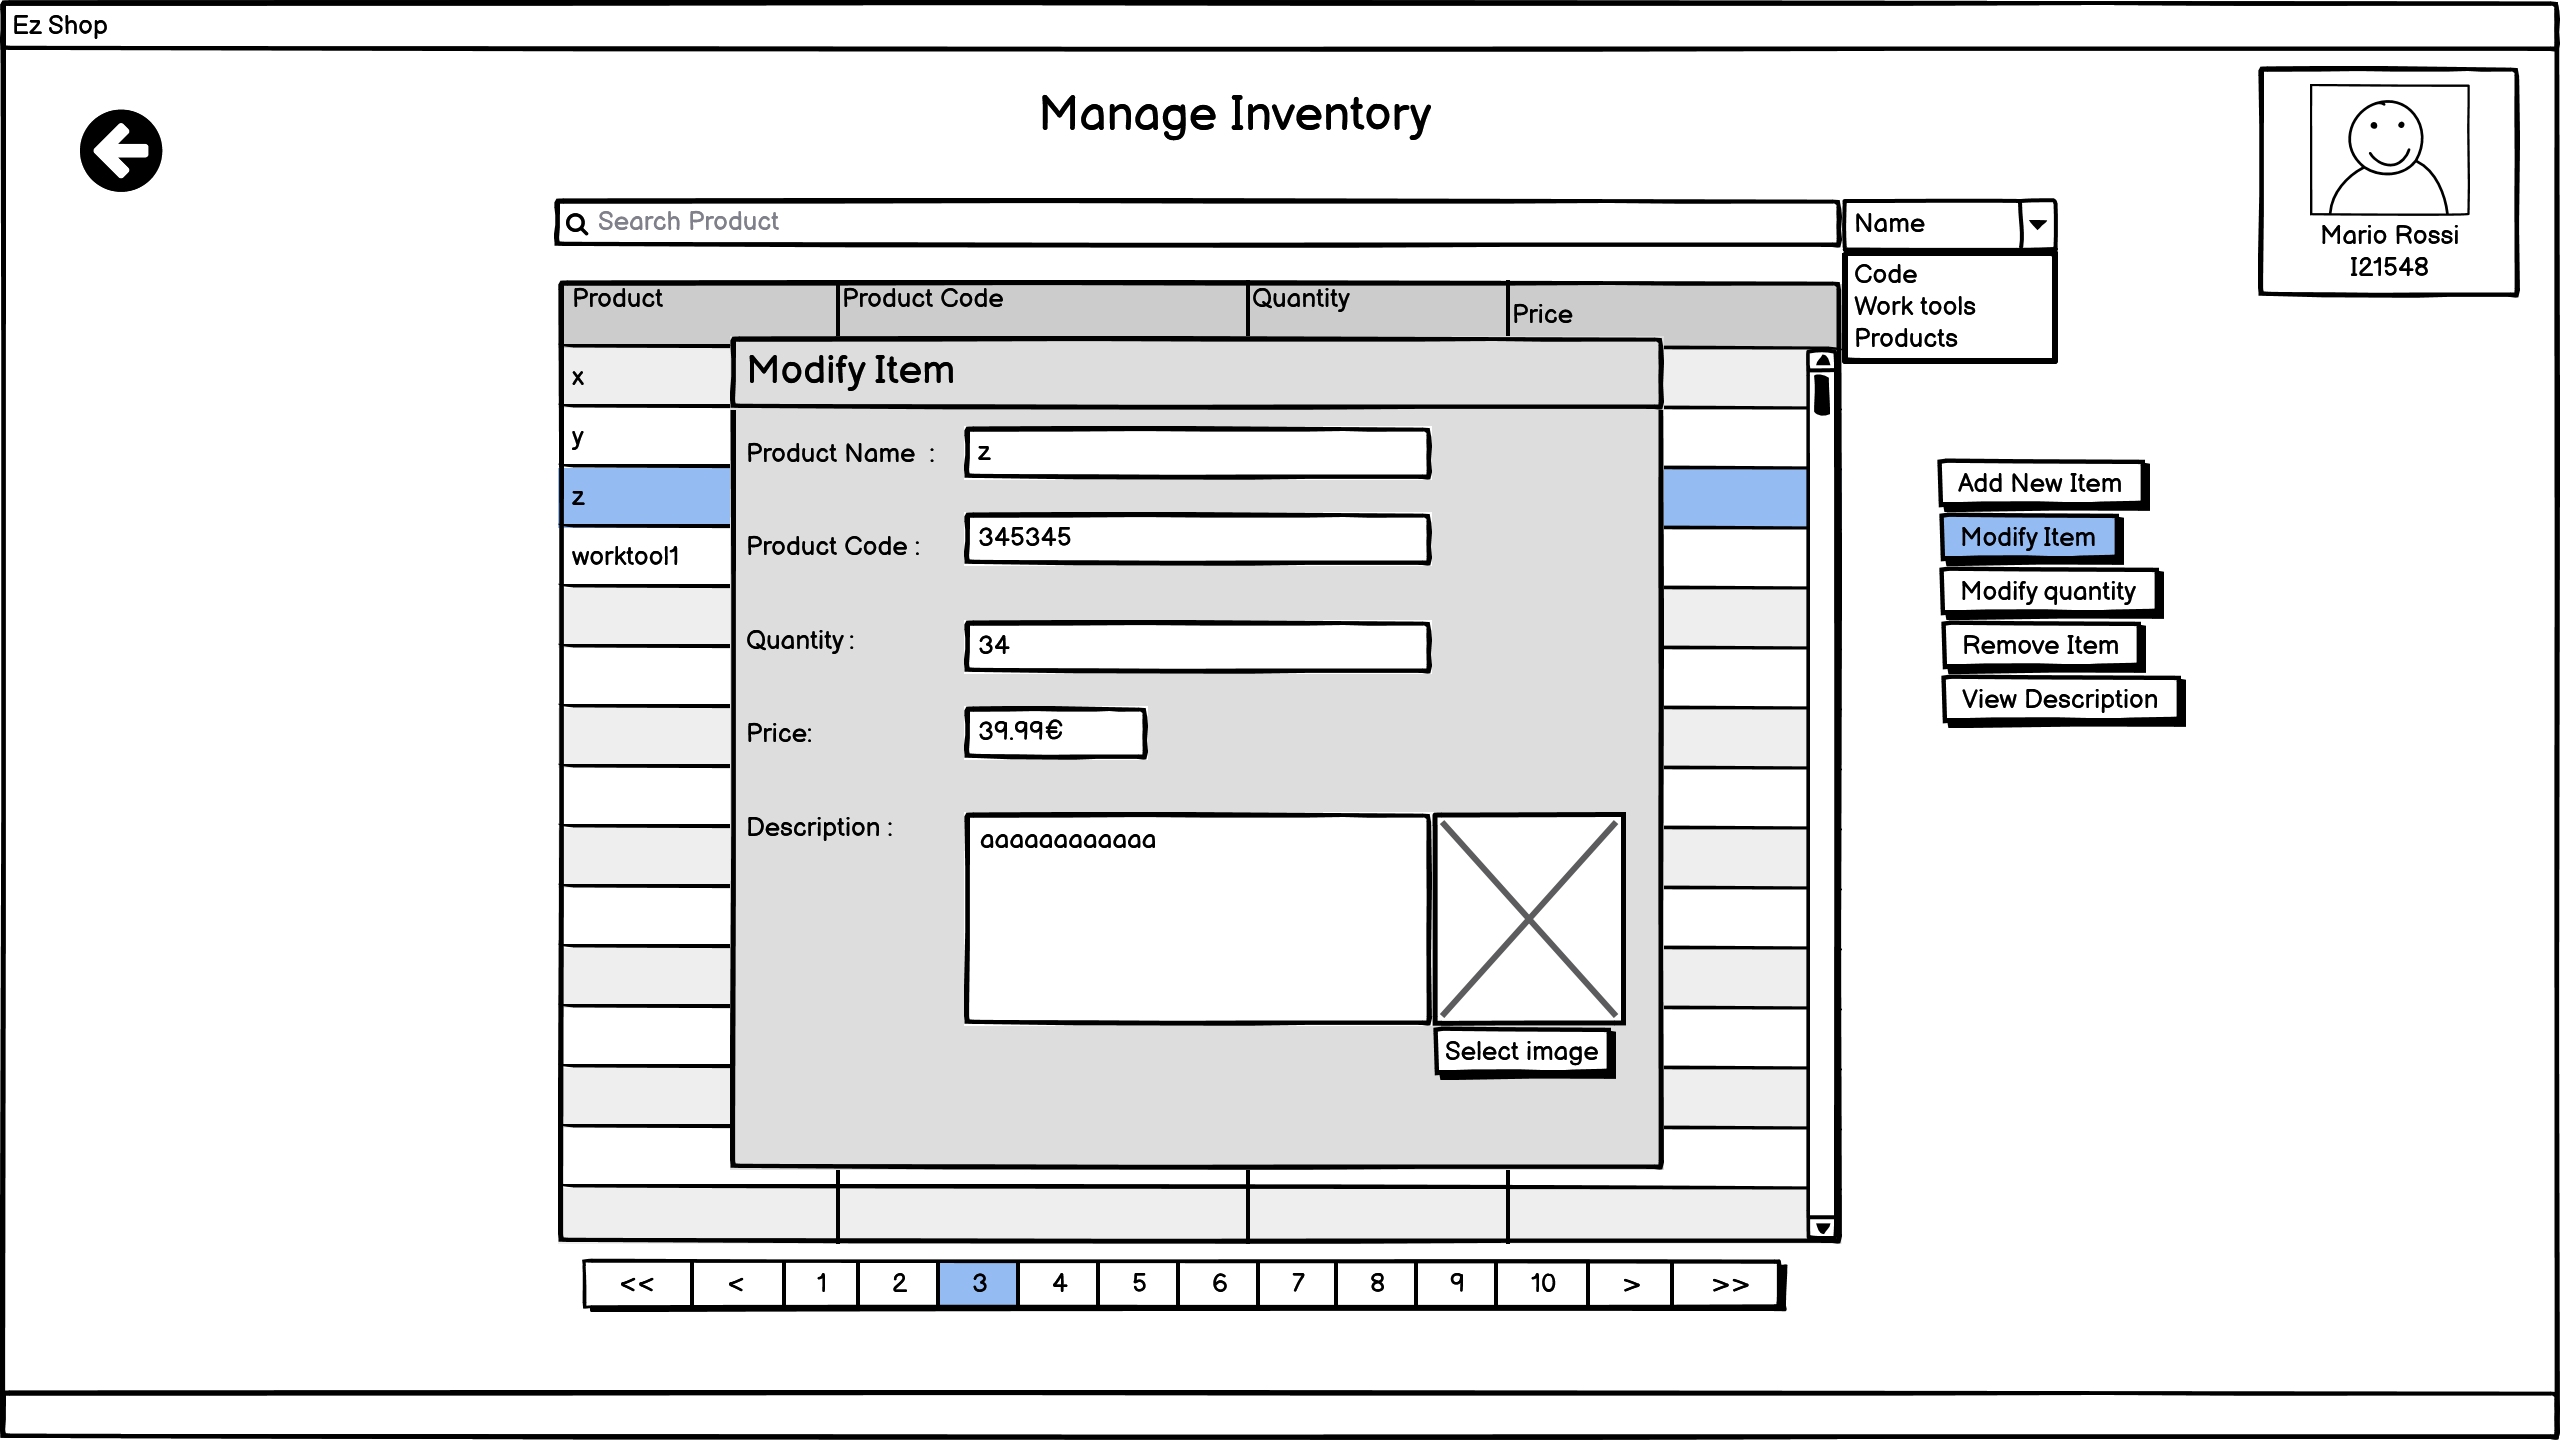 Ez Shop
Manage Inventory
Mario Rossi
I21548
Search Product
Name
Code
Work tools
Products
Product
Product Code
Quantity
Price
x
y
z
worktool1
Modify Item
Product Name :
z
Product Code :
345345
Quantity :
34
Price:
39.99€
Description :
aaaaaaaaaaaa
Select image
Add New Item
Modify Item
Modify quantity
Remove Item
View Description
<< < 1 2 3 4 5 6 7 8 9 10 > >>